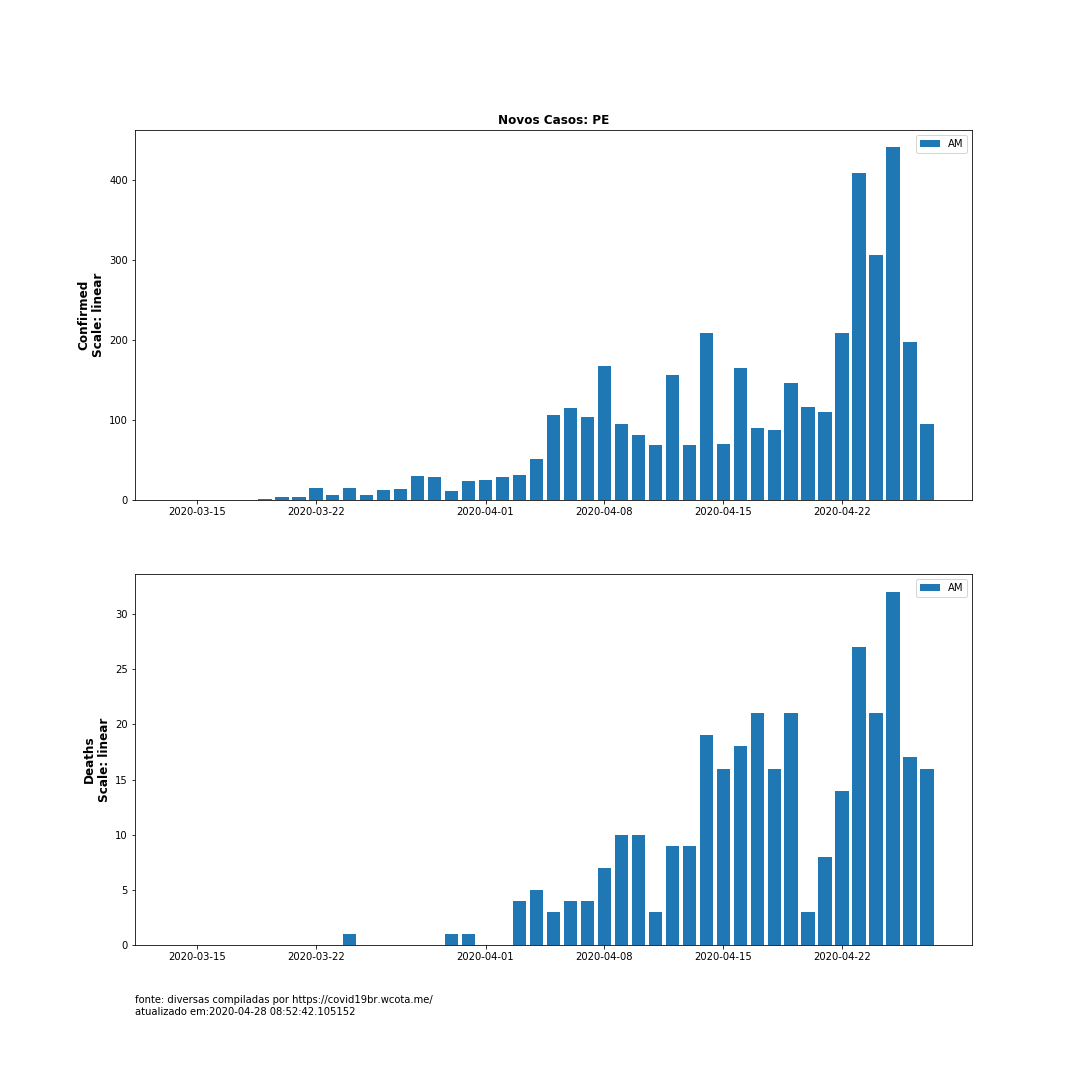 Novos Casos: PE
AM
400
300
200
100
0
Confirmed
Scale: linear
2020-03-15 2020-03-22 2020-04-01 2020-04-08 2020-04-15 2020-04-22
AM
30
25
20
15
10
5
0
Deaths
Scale: linear
2020-03-15 2020-03-22 2020-04-01 2020-04-08 2020-04-15 2020-04-22
fonte: diversas compiladas por https://covid19br.wcota.me/
atualizado em:2020-04-28 08:52:42.105152